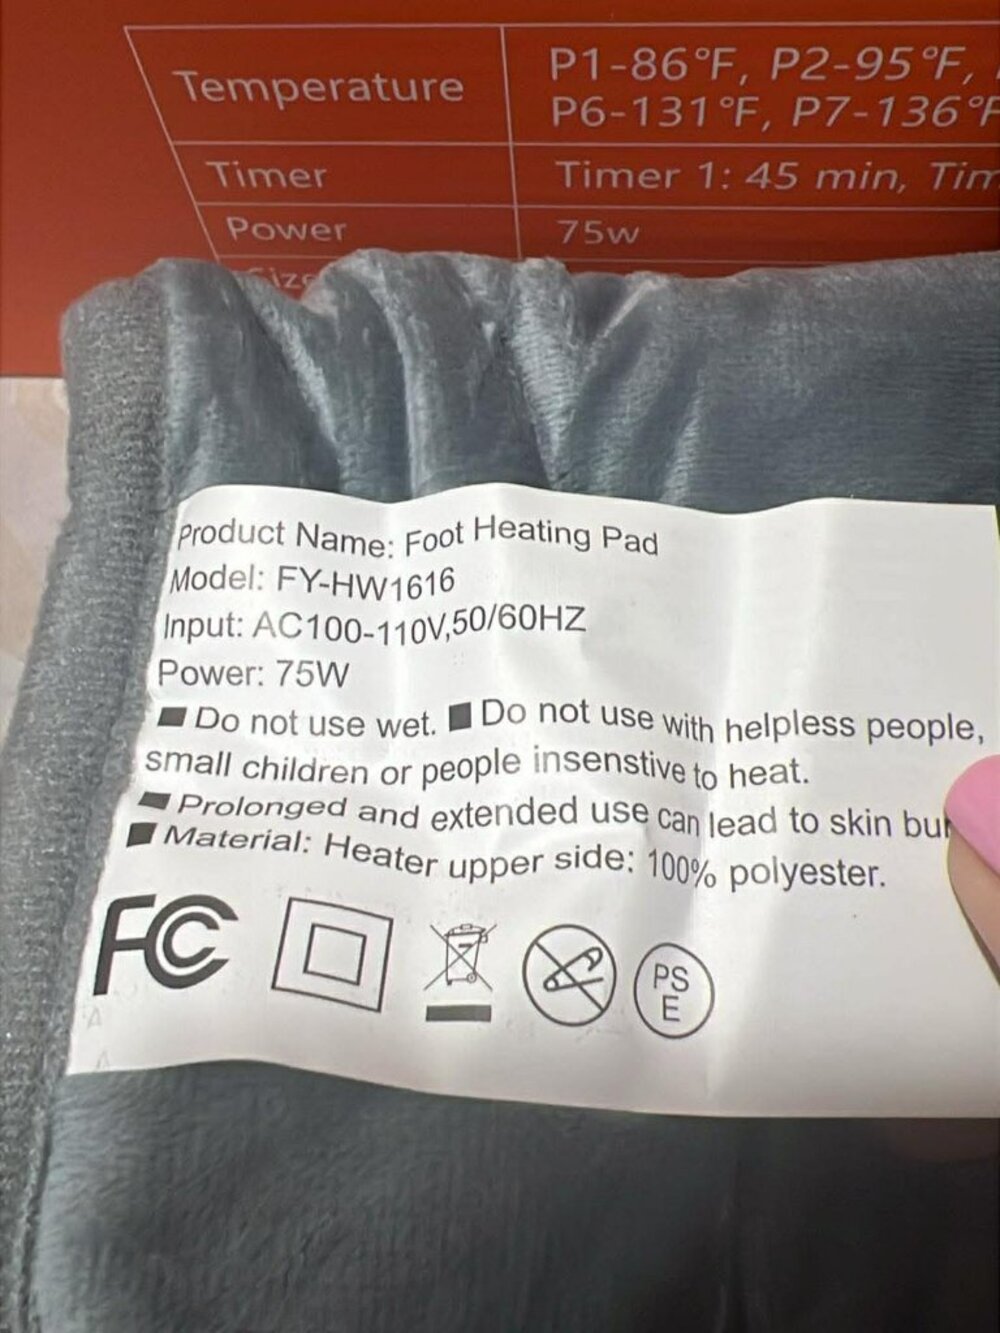 Temperature
P1-86°F, P2-95°F,
P6-131°F, P7-136°F
Timer
Timer 1: 45 min, Tim
Power
75w
Size
Product Name: Foot Heating Pad
Model: FY-HW1616
Input: AC100-110V,50/60HZ
Power: 75W
■ Do not use wet. ■ Do not use with helpless people,
small children or people insenstive to heat.
■ Prolonged and extended use can lead to skin bur
■ Material: Heater upper side: 100% polyester.
FC
PS
E